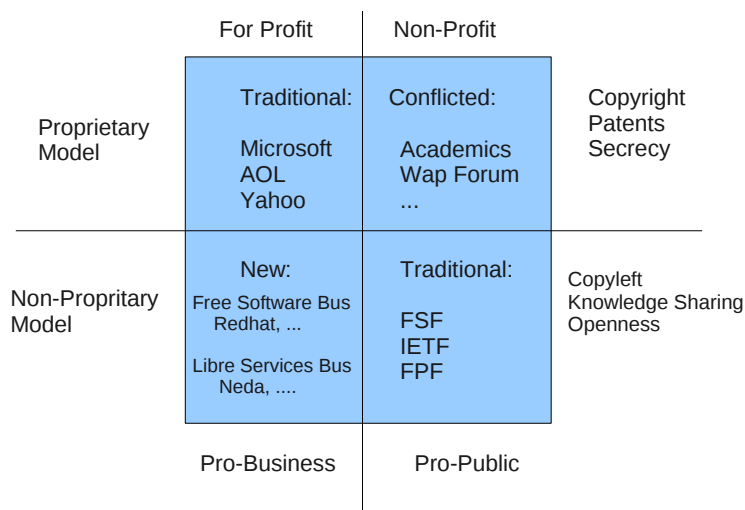 For Profit
Non-Profit
Proprietary
Model
Traditional:
Microsoft
AOL
Yahoo
Conflicted:
Academics
Wap Forum
...
Copyright
Patents
Secrecy
Non-Propritary
Model
New:
Free Software Bus
Redhat, ...
Libre Services Bus
Neda, ....
Traditional:
FSF
IETF
FPF
Copyleft
Knowledge Sharing
Openness
Pro-Business
Pro-Public